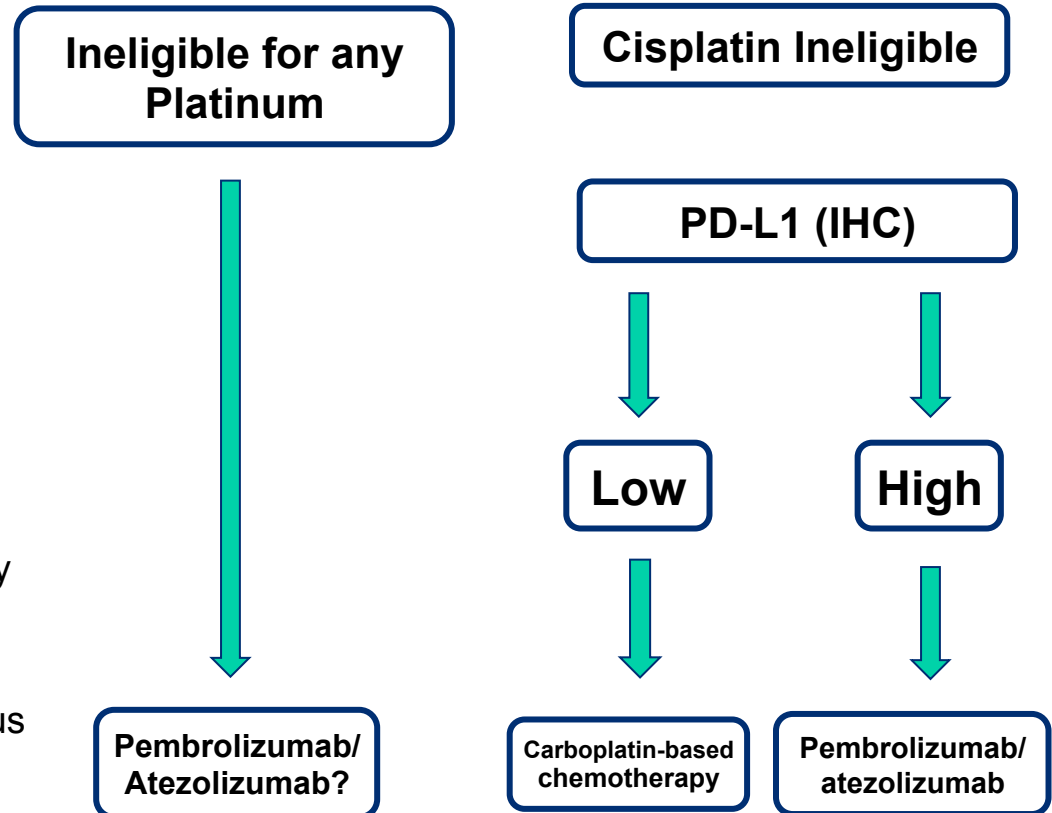 Ineligible for any
Platinum
Cisplatin Ineligible
PD-L1 (IHC)
Low
High
Pembrolizumab/
Atezolizumab?
Carboplatin-based
chemotherapy
Pembrolizumab/
atezolizumab